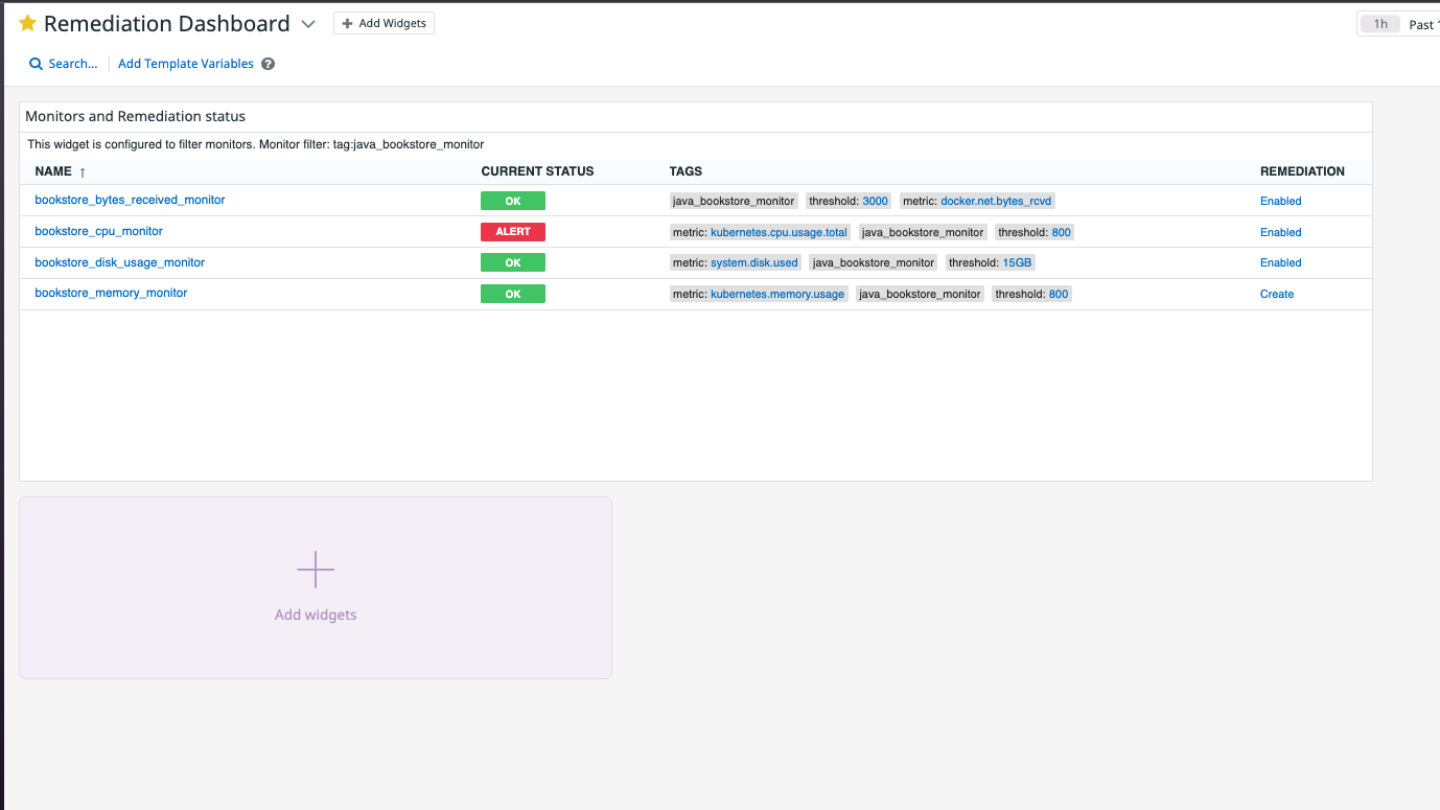 Remediation Dashboard + Add Widgets 1h Past
Search... Add Template Variables ?
Monitors and Remediation status
This widget is configured to filter monitors. Monitor filter: tag:java_bookstore_monitor
NAME ↑ CURRENT STATUS TAGS REMEDIATION
bookstore_bytes_received_monitor OK java_bookstore_monitor threshold: 3000 metric: docker.net.bytes_rcvd Enabled
bookstore_cpu_monitor ALERT metric: kubernetes.cpu.usage.total java_bookstore_monitor threshold: 800 Enabled
bookstore_disk_usage_monitor OK metric: system.disk.used java_bookstore_monitor threshold: 15GB Enabled
bookstore_memory_monitor OK metric: kubernetes.memory.usage java_bookstore_monitor threshold: 800 Create
Add widgets